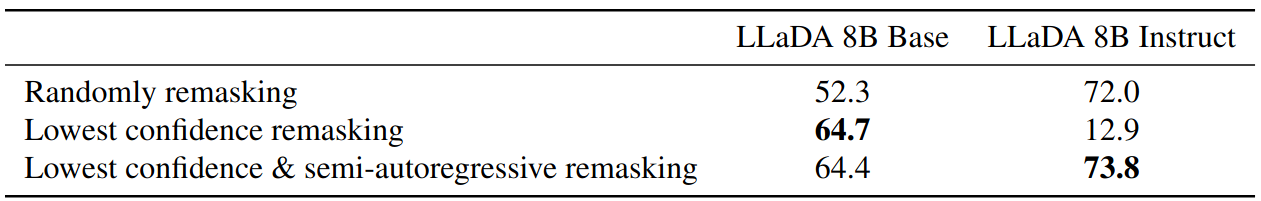 LLaDA 8B Base LLaDA 8B Instruct
Randomly remasking 52.3 72.0
Lowest confidence remasking 64.7 12.9
Lowest confidence & semi-autoregressive remasking 64.4 73.8